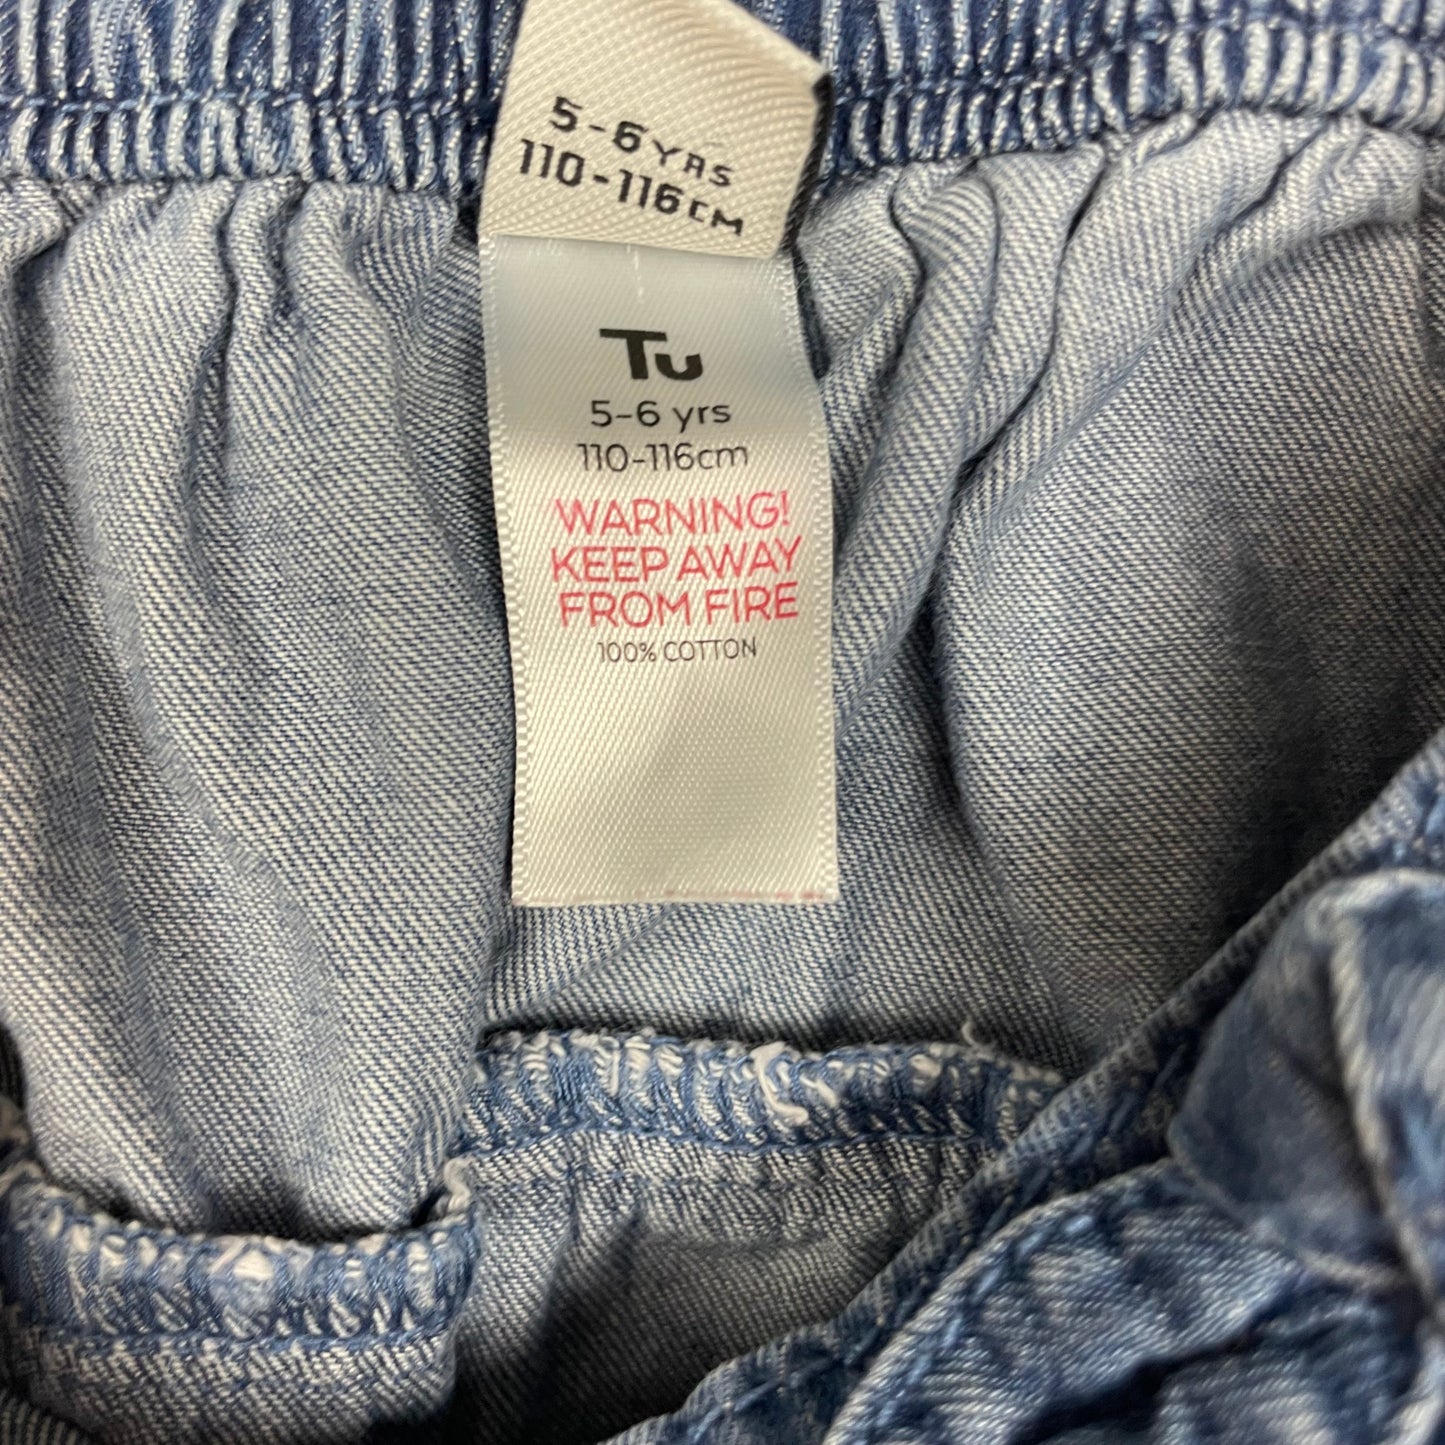 5-6 YRS
110-116CM
Tu
5-6 yrs
110-116cm
WARNING!
KEEP AWAY
FROM FIRE
100% COTTON